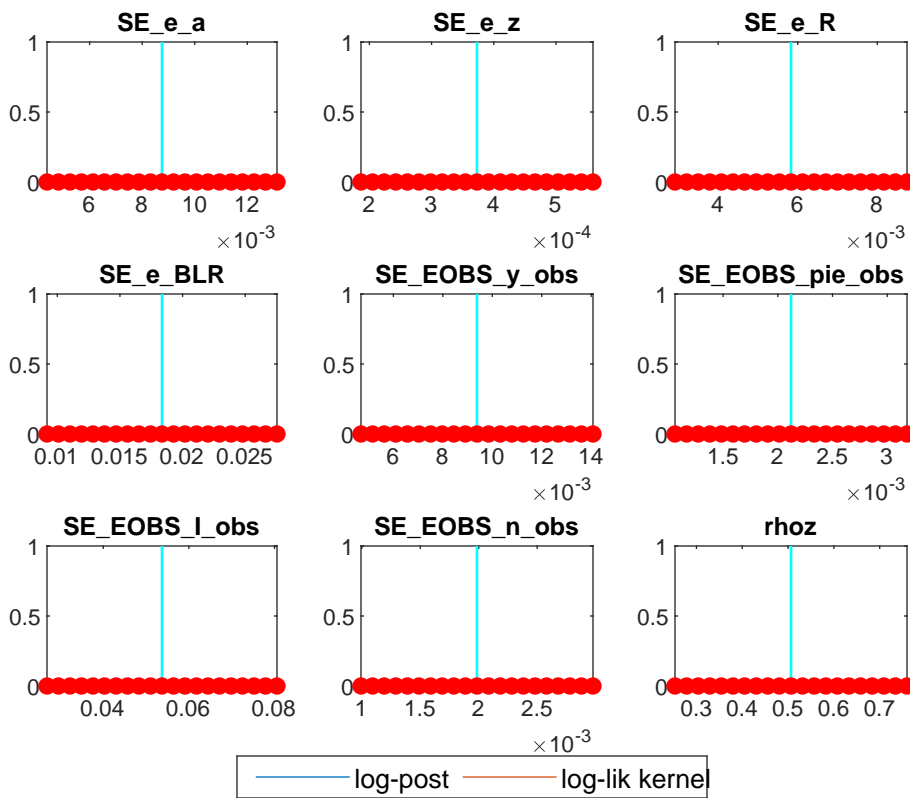 SE_e_a
1
0.5
0
6 8 10 12
×10-3
SE_e_z
1
0.5
0
2 3 4 5
×10-4
SE_e_R
1
0.5
0
4 6 8
×10-3
SE_e_BLR
1
0.5
0
0.01 0.015 0.02 0.025
SE_EOBS_y_obs
1
0.5
0
6 8 10 12 14
×10-3
SE_EOBS_pie_obs
1
0.5
0
1.5 2 2.5 3
×10-3
SE_EOBS_I_obs
1
0.5
0
0.04 0.06 0.08
SE_EOBS_n_obs
1
0.5
0
1 1.5 2 2.5
×10-3
rhoz
1
0.5
0
0.3 0.4 0.5 0.6 0.7
log-post log-lik kernel